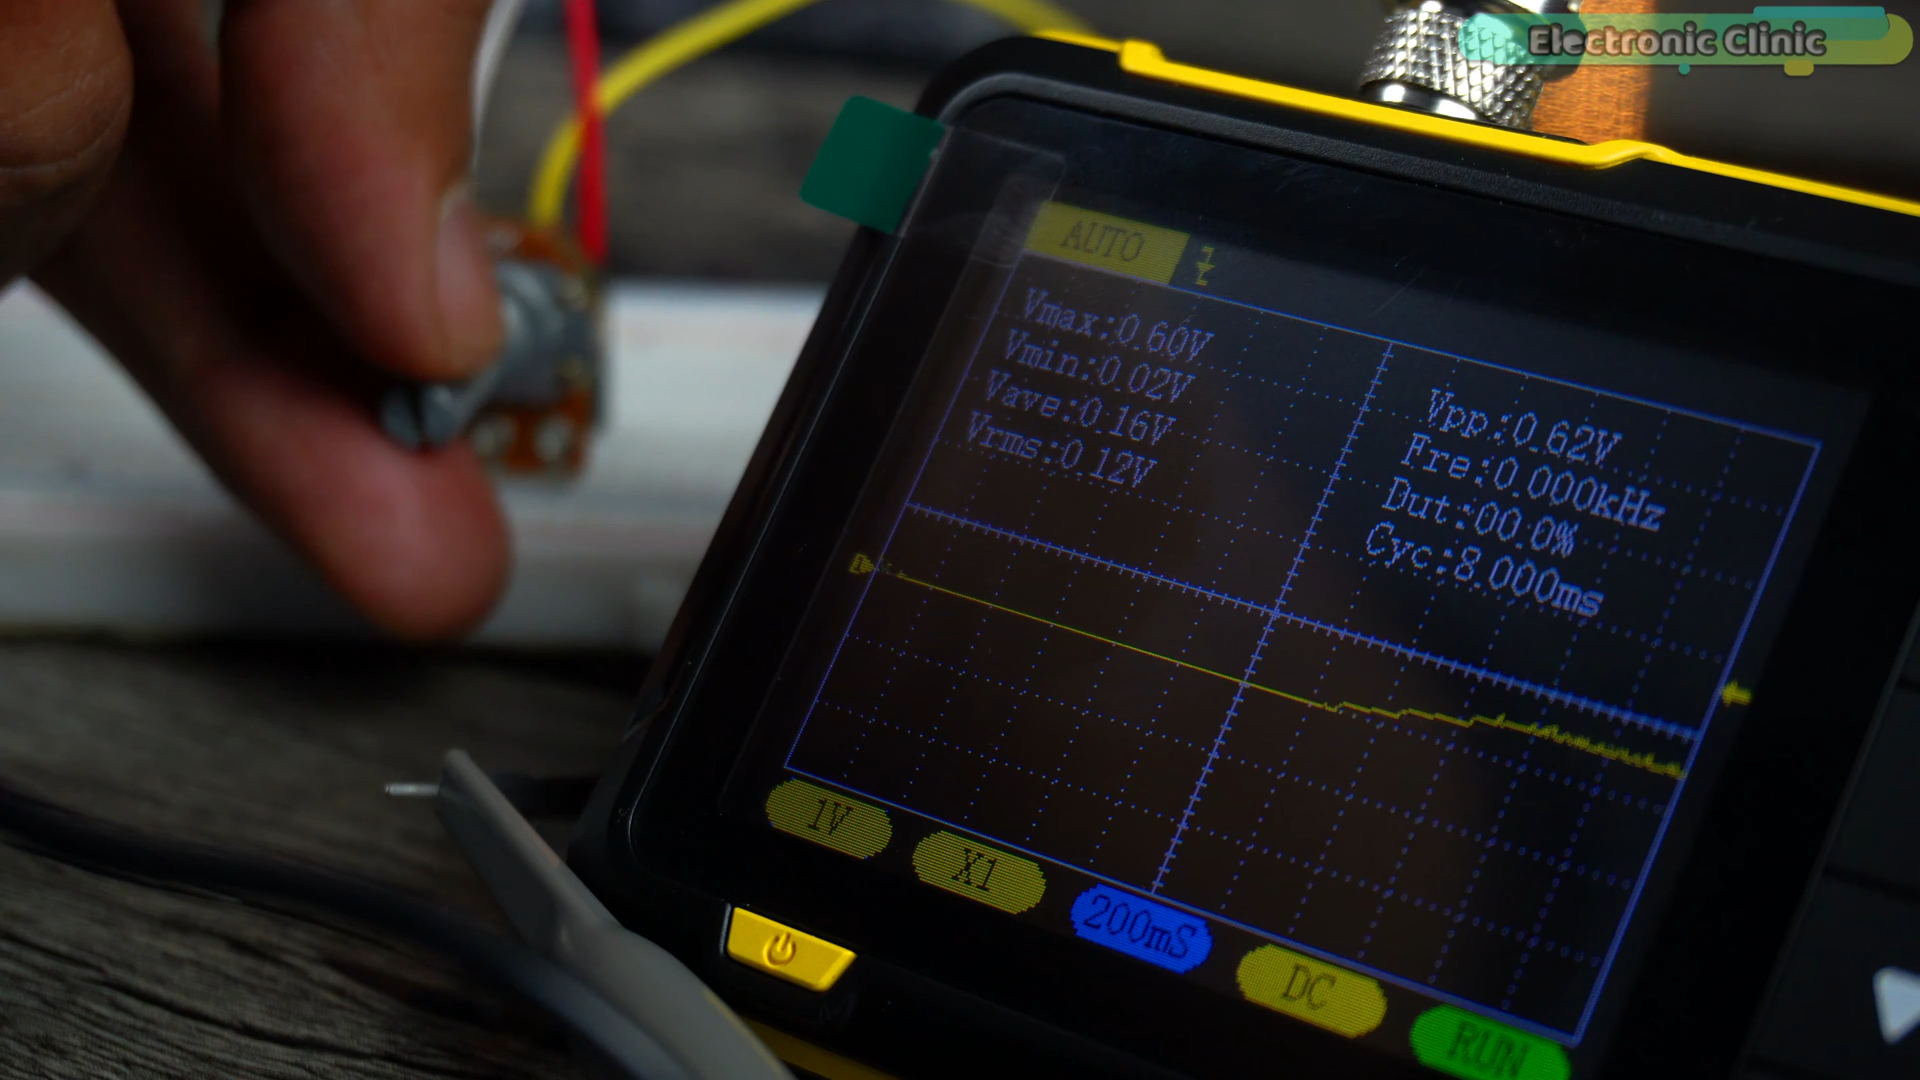 Electronic Clinic
AUTO
Vmax:0.60V
Vmin:0.02V
Vave:0.16V
Vrms:0.12V
Vpp:0.62V
Fre:0.000kHz
Dut:00.0%
Cyc:8.000ms
1V
X1
200mS
DC
RUN